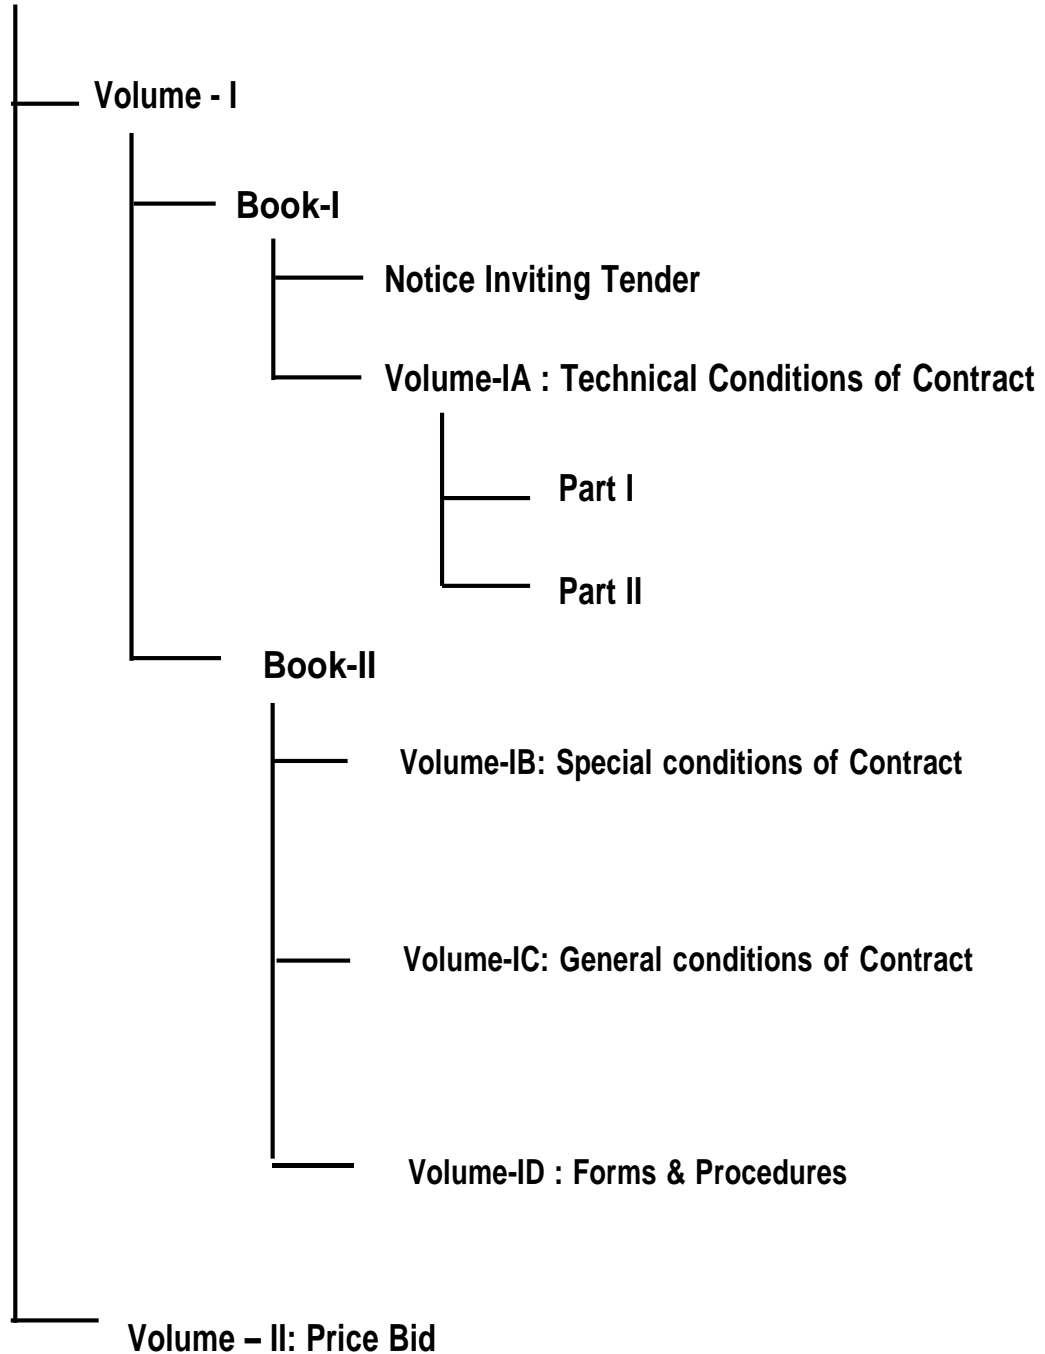 Volume - I
Book-I
Notice Inviting Tender
Volume-IA : Technical Conditions of Contract
Part I
Part II
Book-II
Volume-IB: Special conditions of Contract
Volume-IC: General conditions of Contract
Volume-ID : Forms & Procedures
Volume – II: Price Bid